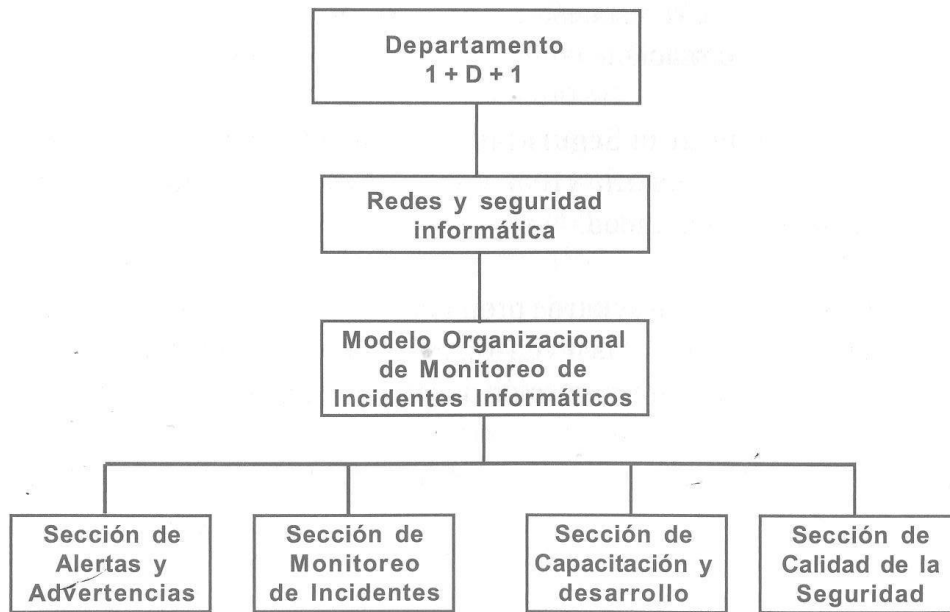 Departamento
1 + D + 1
Redes y seguridad
informática
Modelo Organizacional
de Monitoreo de
Incidentes Informáticos
Sección de
Alertas y
Advertencias
Sección de
Monitoreo
de Incidentes
Sección de
Capacitación y
desarrollo
Sección de
Calidad de la
Seguridad